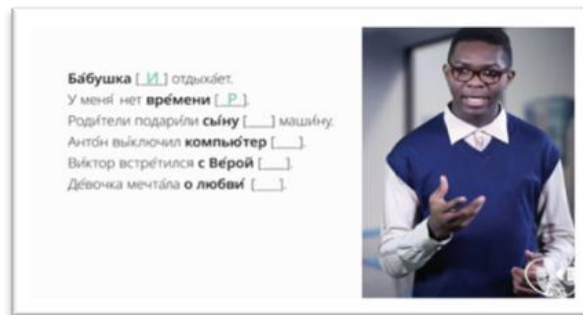 Ба́бушка [ И ] отдыха́ет.
У меня́ нет вре́мени [ Р ].
Роди́тели подари́ли сы́ну [___] маши́ну.
Анто́н вы́ключил компью́тер [___].
Ви́ктор встре́тился с Ве́рой [___].
Де́вочка мечта́ла о любви́ [___].